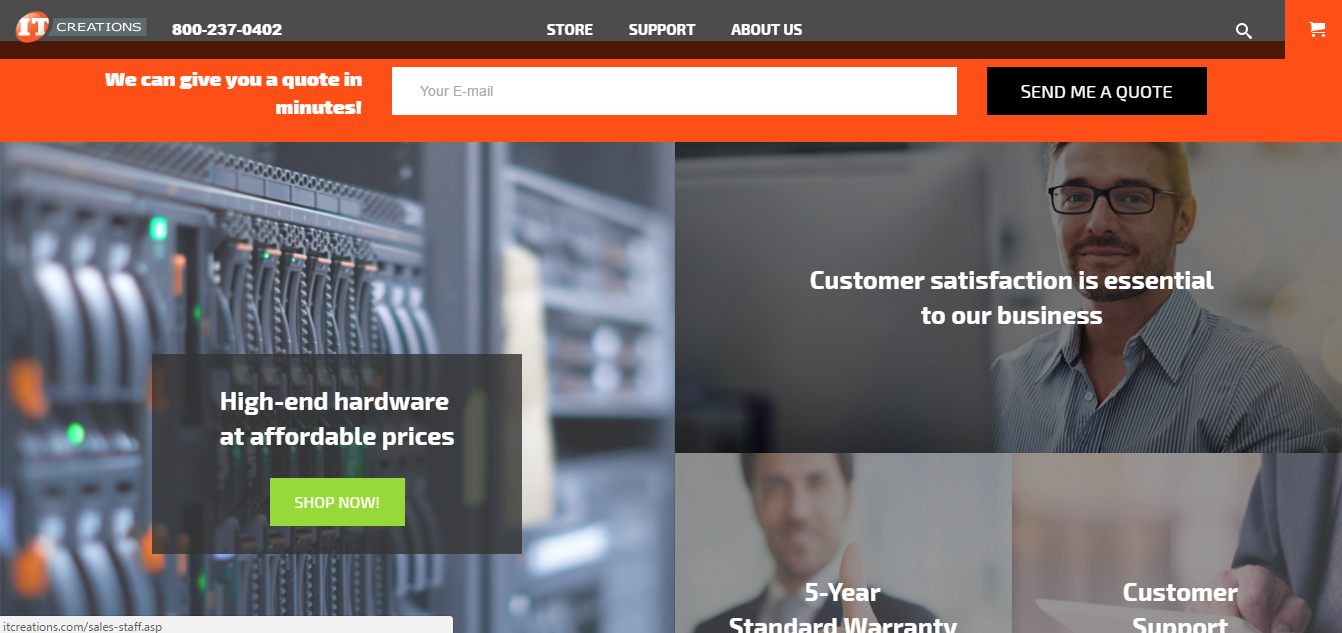 IT CREATIONS
800-237-0402
STORE
SUPPORT
ABOUT US
We can give you a quote in
minutes!
Your E-mail
SEND ME A QUOTE
Customer satisfaction is essential
to our business
High-end hardware
at affordable prices
SHOP NOW!
5-Year
Standard Warranty
Customer
Support
itcreations.com/sales-staff.asp